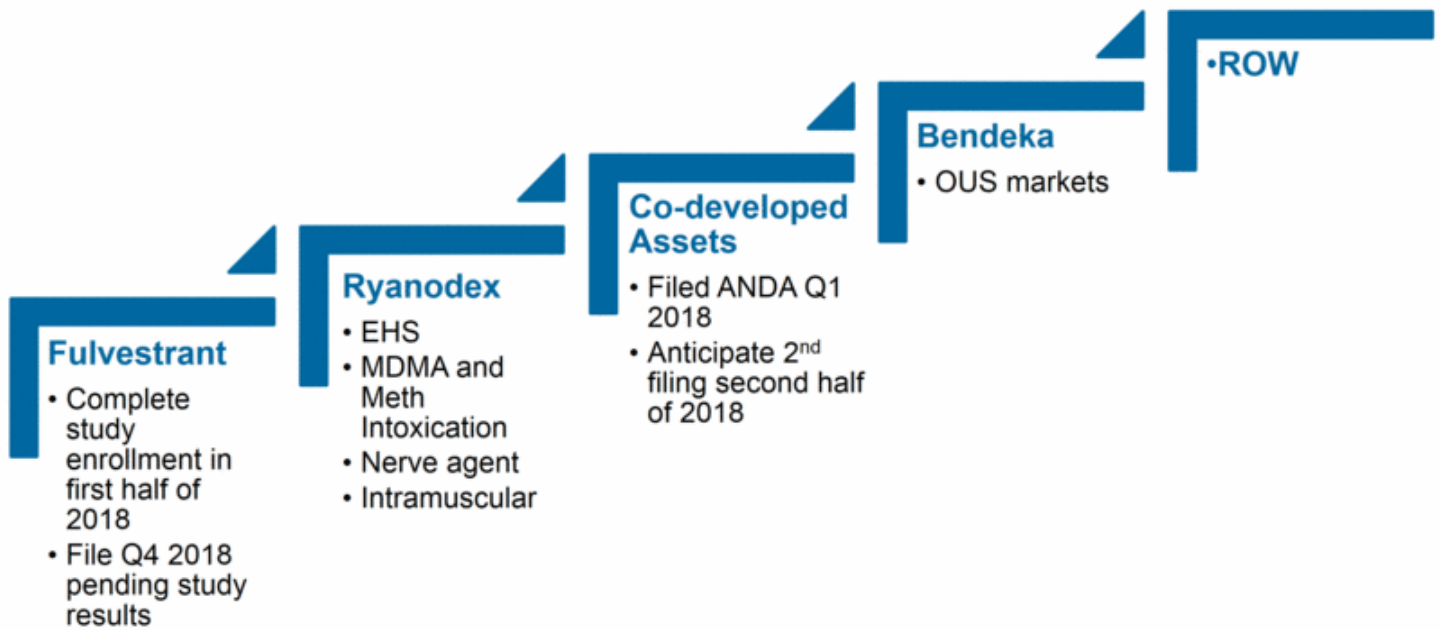 Fulvestrant
• Complete
study
enrollment in
first half of
2018
• File Q4 2018
pending study
results
Ryanodex
• EHS
• MDMA and
Meth
Intoxication
• Nerve agent
• Intramuscular
Co-developed
Assets
• Filed ANDA Q1
2018
• Anticipate 2nd
filing second half
of 2018
Bendeka
• OUS markets
•ROW